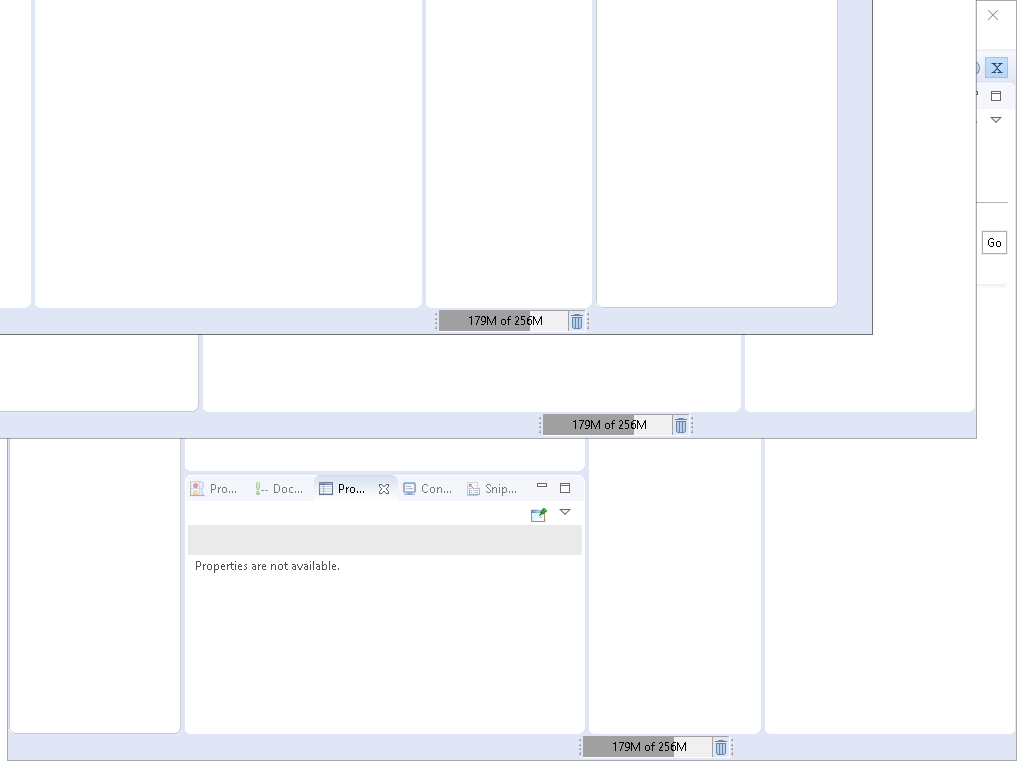 X
Go
179M of 256M
179M of 256M
Pro... Doc... Pro... Con... Snip...
Properties are not available.
179M of 256M